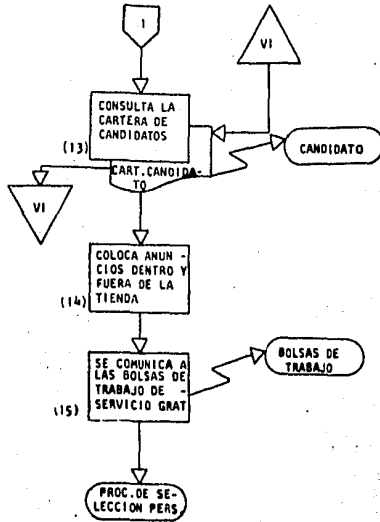 1
VI
CONSULTA LA
CARTERA DE
CANDIDATOS
(13)
CANDIDATO
CART.CANDIDA-
TO
VI
COLOCA ANUN -
CIOS DENTRO Y
FUERA DE LA
TIENDA
(14)
SE COMUNICA A
LAS BOLSAS DE
TRABAJO DE -
SERVICIO GRAT
(15)
BOLSAS DE
TRABAJO
PROC.DE SE-
LECCION PERS